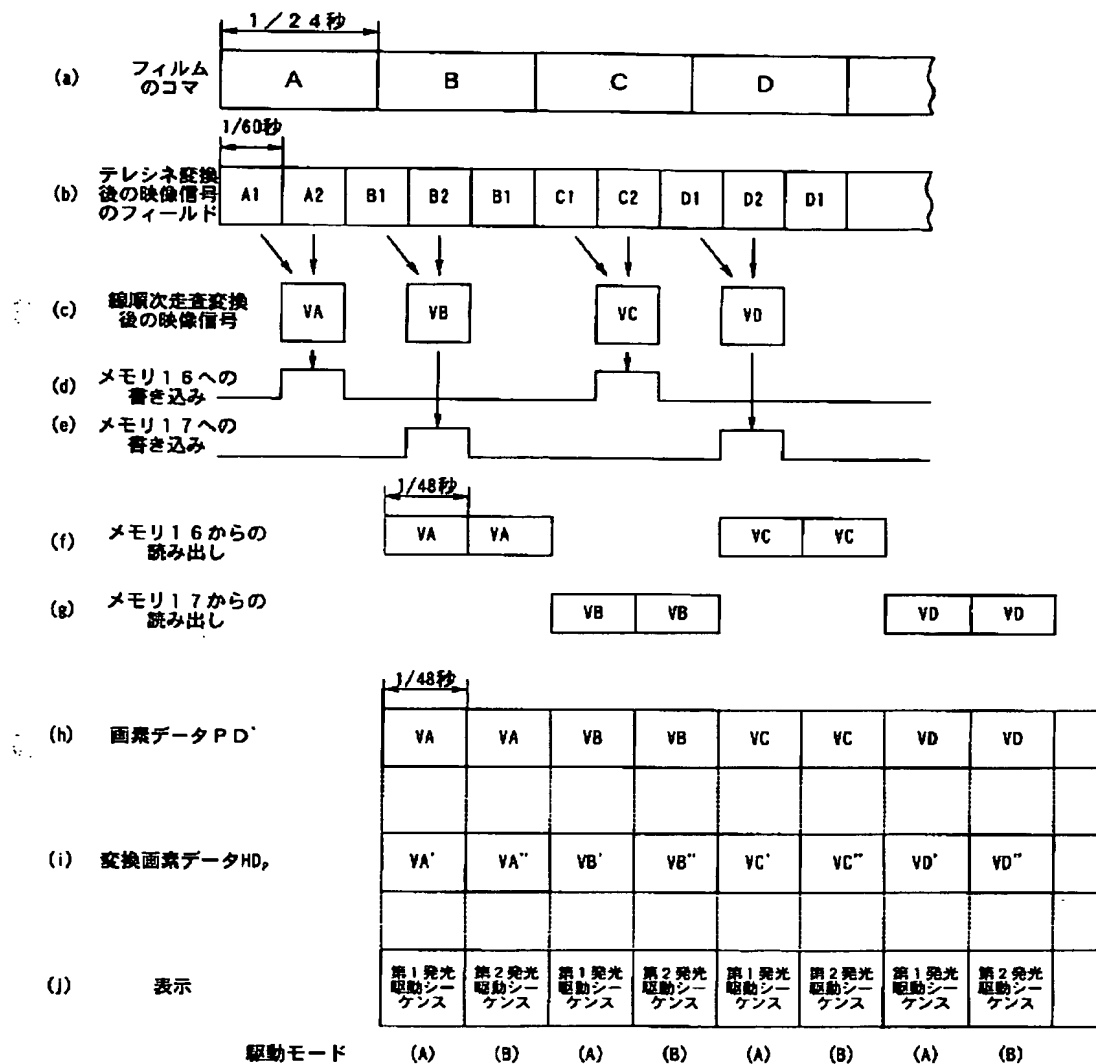 1/24秒
(a) フィルムのコマ A B C D
1/60秒
(b) テレシネ変換後の映像信号のフィールド A1 A2 B1 B2 B1 C1 C2 D1 D2 D1
(c) 線順次走査変換後の映像信号 VA VB VC VD
(d) メモリ16への書き込み
(e) メモリ17への書き込み
1/48秒
(f) メモリ16からの読み出し VA VA VC VC
(g) メモリ17からの読み出し VB VB VD VD
1/48秒
(h) 画素データPD' VA VA VB VB VC VC VD VD
(i) 変換画素データHDP VA' VA'' VB' VB'' VC' VC'' VD' VD''
(j) 表示 第1発光駆動シーケンス 第2発光駆動シーケンス 第1発光駆動シーケンス 第2発光駆動シーケンス 第1発光駆動シーケンス 第2発光駆動シーケンス 第1発光駆動シーケンス 第2発光駆動シーケンス
駆動モード (A) (B) (A) (B) (A) (B) (A) (B)